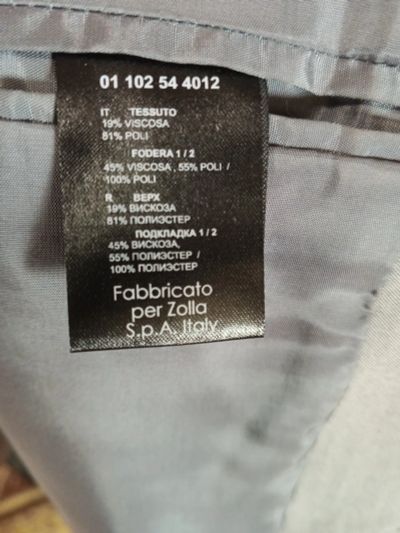 01 102 54 4012
IT TESSUTO
19% VISCOSA
81% POLI
FODERA 1 / 2
45% VISCOSA , 55% POLI /
100% POLI
R ВЕРХ
19% ВИСКОЗА
81% ПОЛИЭСТЕР
ПОДКЛАДКА 1 / 2
45% ВИСКОЗА,
55% ПОЛИЭСТЕР /
100% ПОЛИЭСТЕР
Fabbricato
per Zolla
S.p.A. Italy